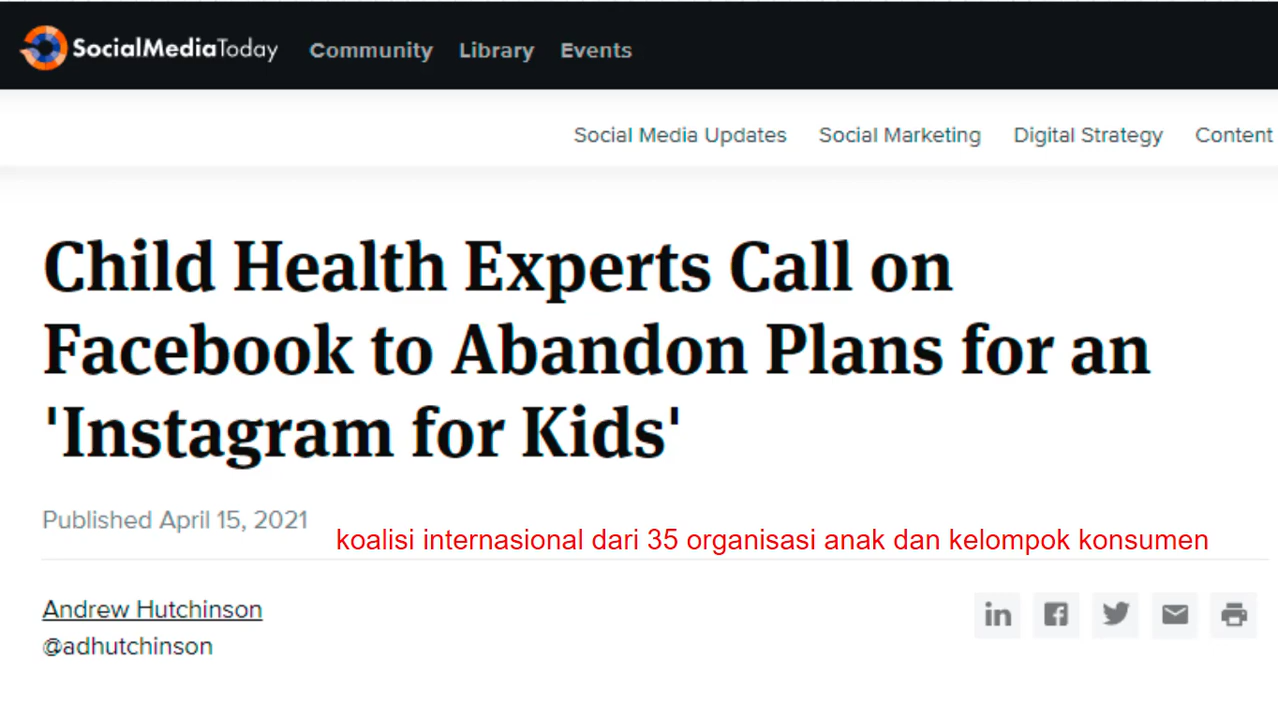 SocialMediaToday Community Library Events
Social Media Updates Social Marketing Digital Strategy Content
Child Health Experts Call on
Facebook to Abandon Plans for an
'Instagram for Kids'
Published April 15, 2021
koalisi internasional dari 35 organisasi anak dan kelompok konsumen
Andrew Hutchinson
@adhutchinson